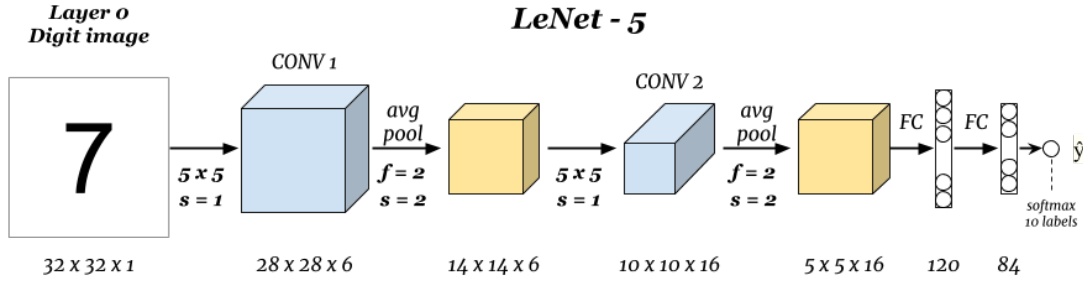 Layer 0
Digit image
LeNet - 5
CONV 1
CONV 2
7
avg
pool
avg
pool
FC
FC
5 x 5
s = 1
f = 2
s = 2
5 x 5
s = 1
f = 2
s = 2
ŷ
softmax
10 labels
32 x 32 x 1
28 x 28 x 6
14 x 14 x 6
10 x 10 x 16
5 x 5 x 16
120
84